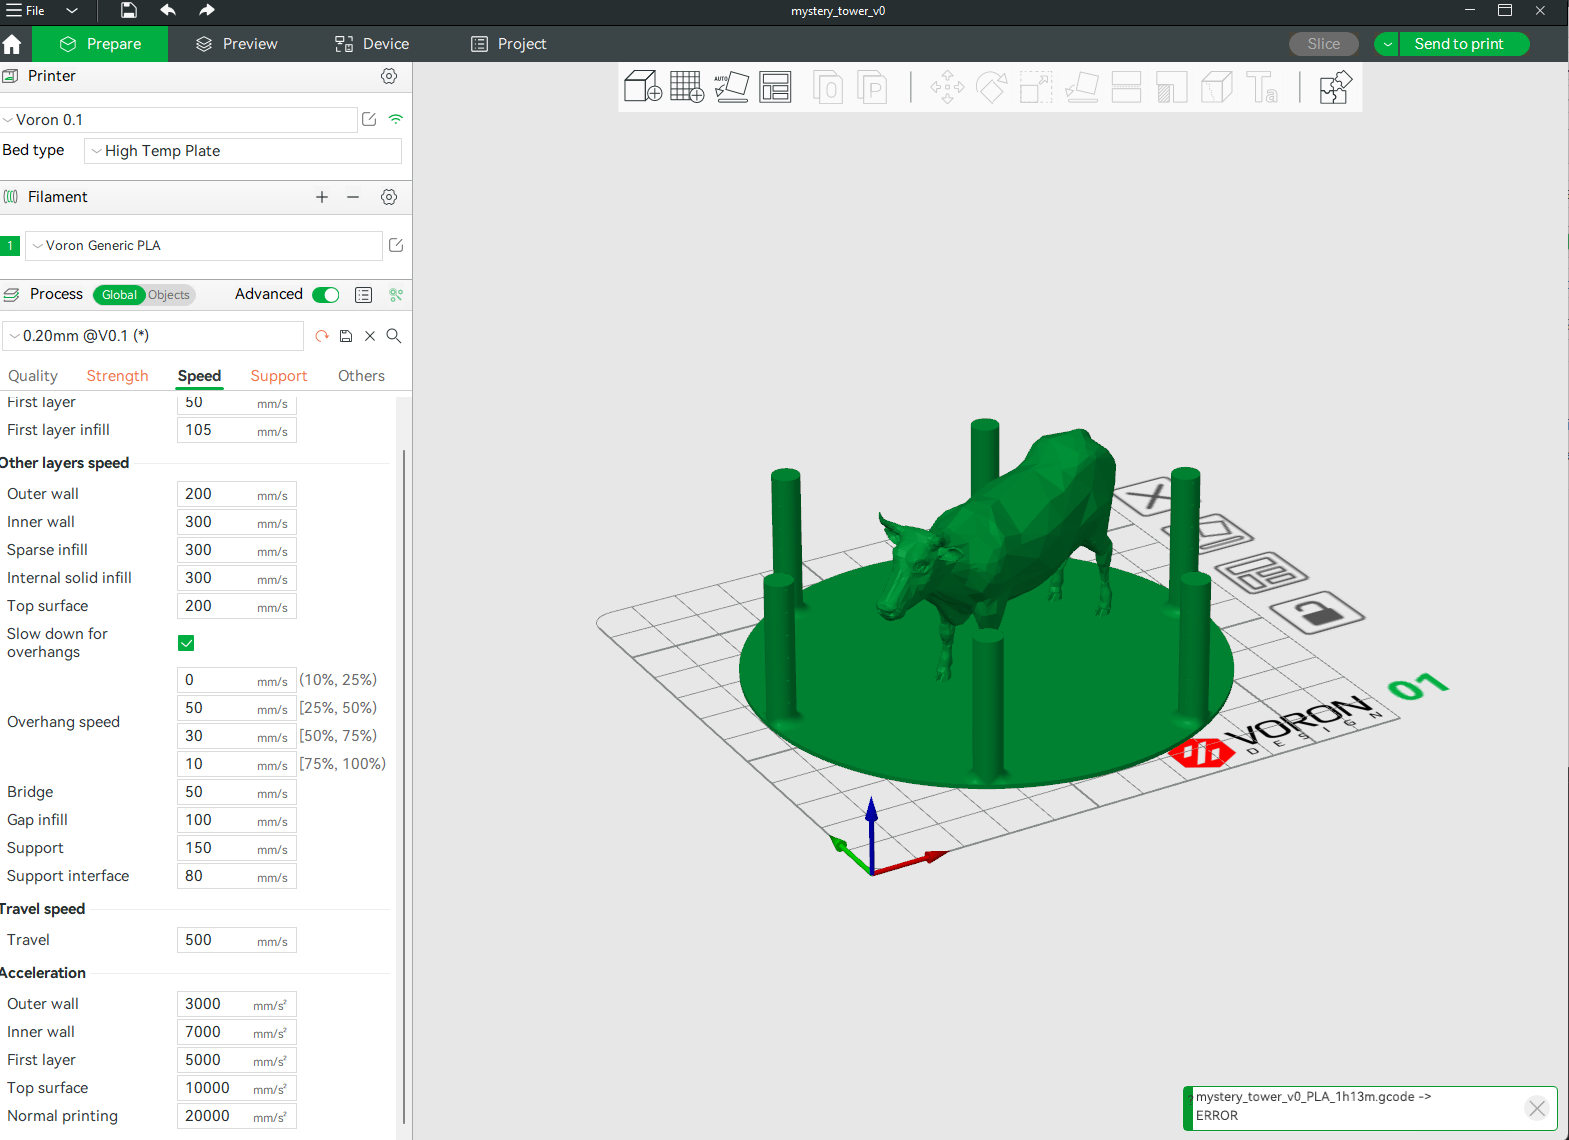 File
mystery_tower_v0
Prepare
Preview
Device
Project
Slice
Send to print
Printer
Voron 0.1
Bed type
High Temp Plate
Filament
1
Voron Generic PLA
Process
Global
Objects
Advanced
0.20mm @V0.1 (*)
Quality
Strength
Speed
Support
Others
First layer 50 mm/s
First layer infill 105 mm/s
Other layers speed
Outer wall 200 mm/s
Inner wall 300 mm/s
Sparse infill 300 mm/s
Internal solid infill 300 mm/s
Top surface 200 mm/s
Slow down for
overhangs
Overhang speed
0 mm/s (10%, 25%)
50 mm/s [25%, 50%)
30 mm/s [50%, 75%)
10 mm/s [75%, 100%)
Bridge 50 mm/s
Gap infill 100 mm/s
Support 150 mm/s
Support interface 80 mm/s
Travel speed
Travel 500 mm/s
Acceleration
Outer wall 3000 mm/s²
Inner wall 7000 mm/s²
First layer 5000 mm/s²
Top surface 10000 mm/s²
Normal printing 20000 mm/s²
AUTO
O
P
Ta
01
VORON
DESIGN
mystery_tower_v0_PLA_1h13m.gcode ->
ERROR